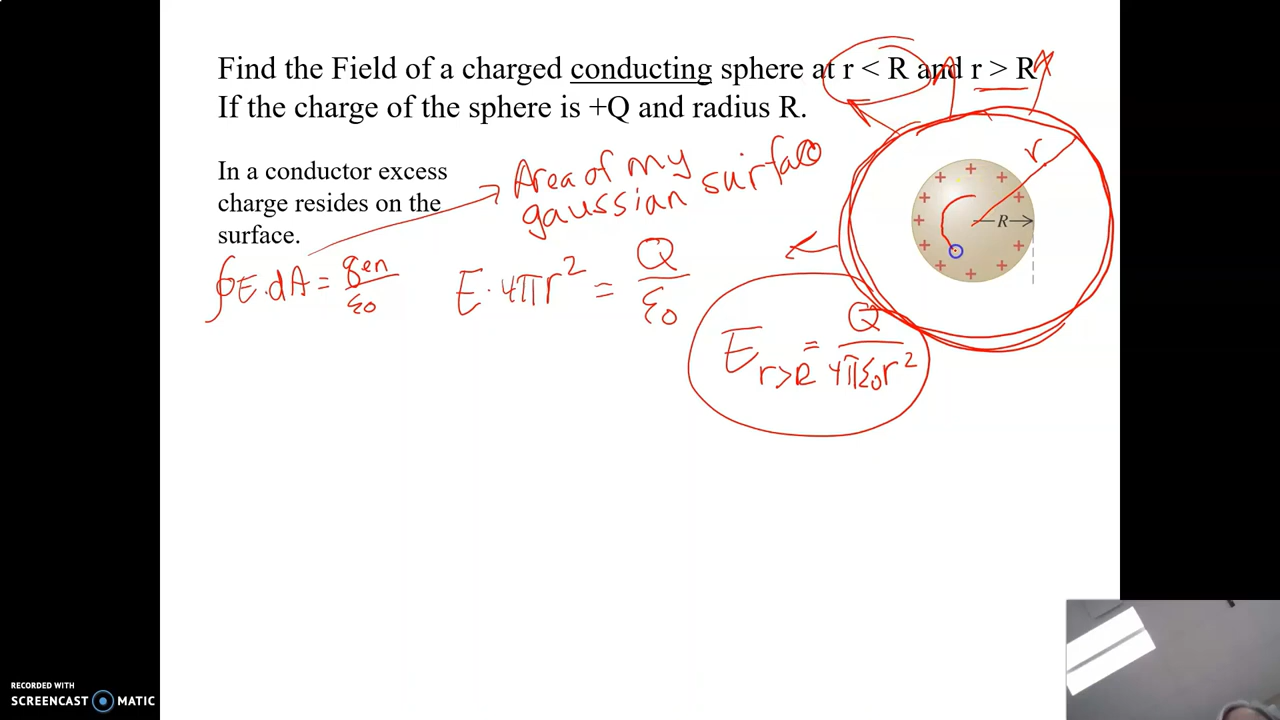 Find the Field of a charged conducting sphere at r < R and r > R
If the charge of the sphere is +Q and radius R.
In a conductor excess
charge resides on the
surface.
Area of my
gaussian surface
∮E.dA = qen/ε0
E·4πr² = Q/ε0
E r>R = Q/4πε0r²
r
R
RECORDED WITH
SCREENCAST MATIC